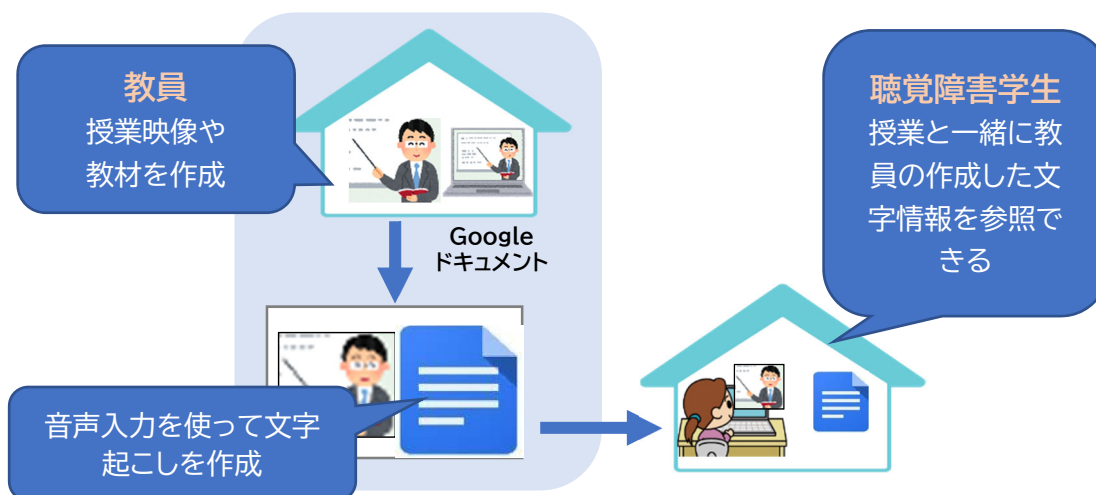 教員
授業映像や
教材を作成
聴覚障害学生
授業と一緒に教
員の作成した文
字情報を参照で
きる
Google
ドキュメント
音声入力を使って文字
起こしを作成